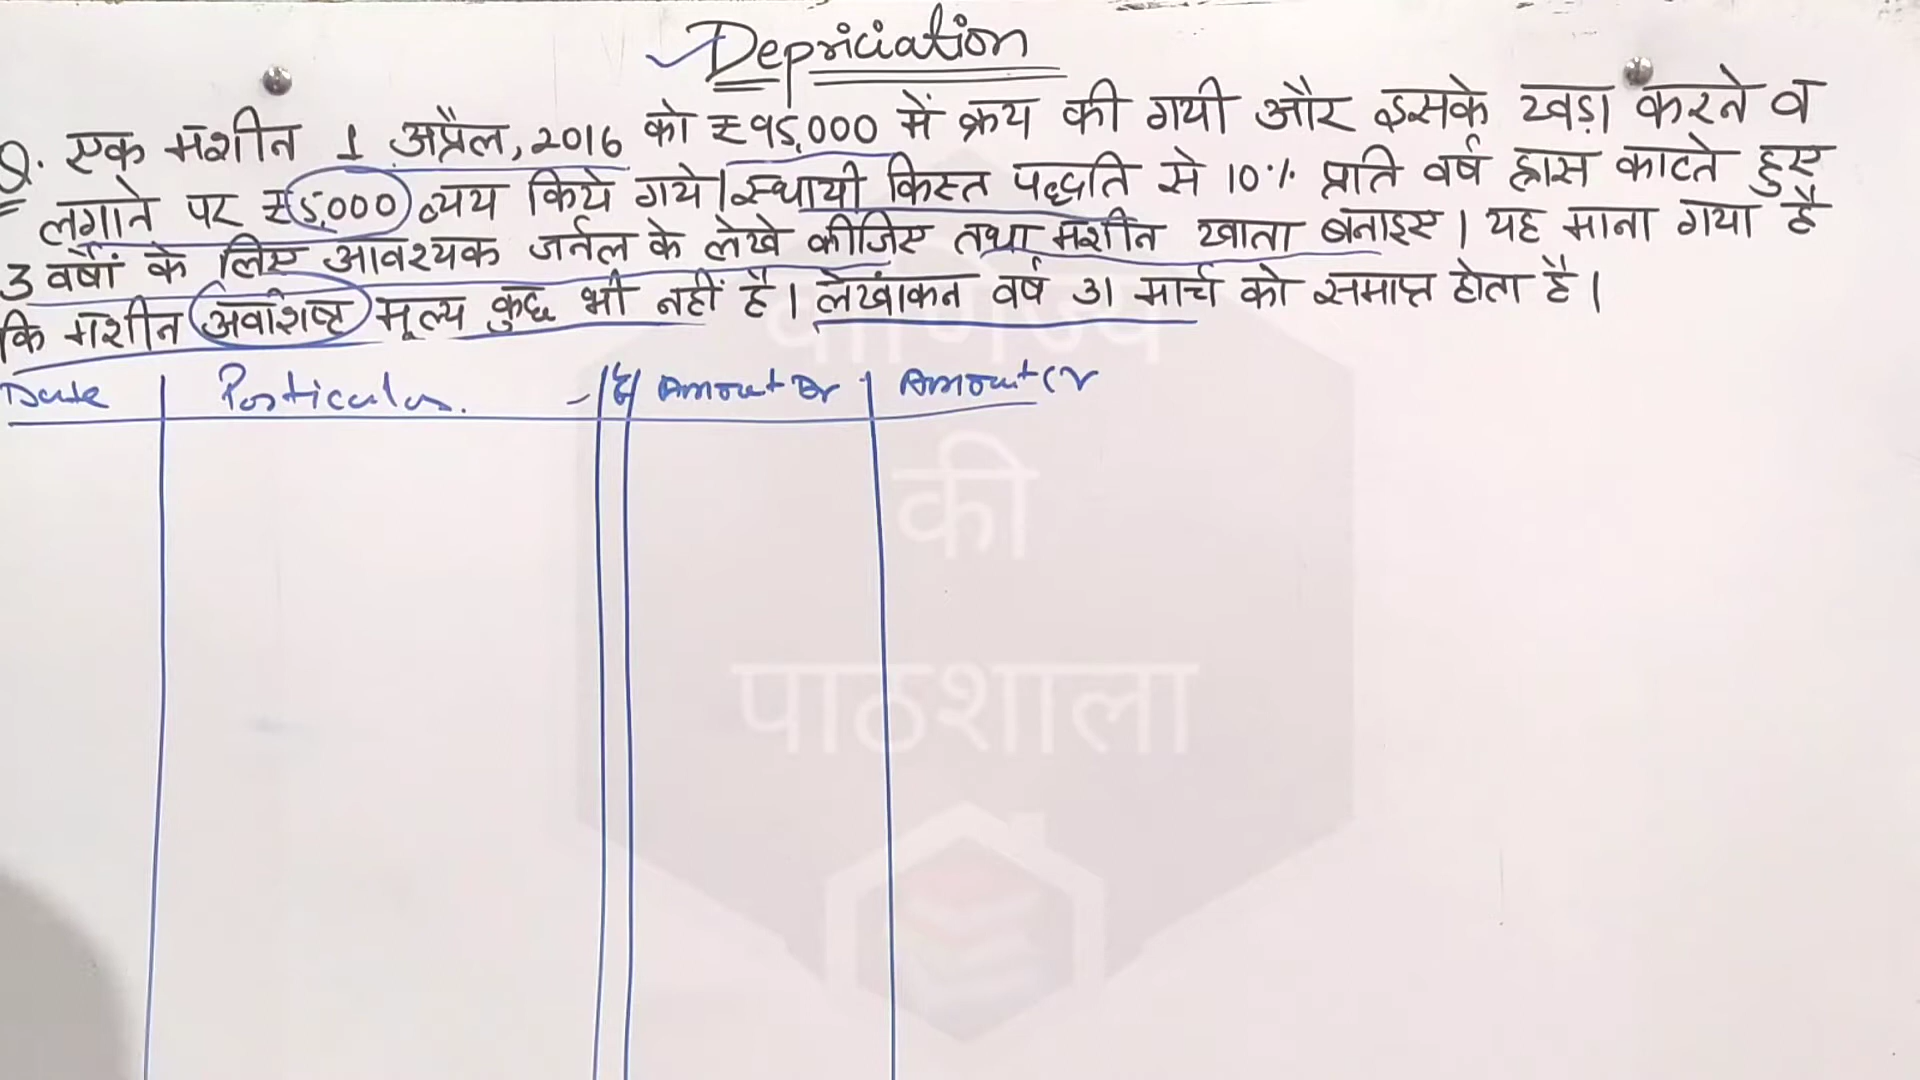 Depriciation
Q. एक मशीन 1 अप्रैल, 2016 को ₹95,000 में क्रय की गयी और इसके खड़ा करने व
लगाने पर ₹5,000 व्यय किये गये। स्थायी किस्त पद्धति से 10% प्रति वर्ष ह्रास काटते हुए
3 वर्षों के लिए आवश्यक जर्नल के लेखे कीजिए तथा मशीन खाता बनाइए। यह माना गया है
कि मशीन अवशिष्ट मूल्य कुछ भी नहीं है। लेखांकन वर्ष 31 मार्च को समाप्त होता है।
Date Particular. Amount Dr Amount Cr
वाणिज्य
की
पाठशाला